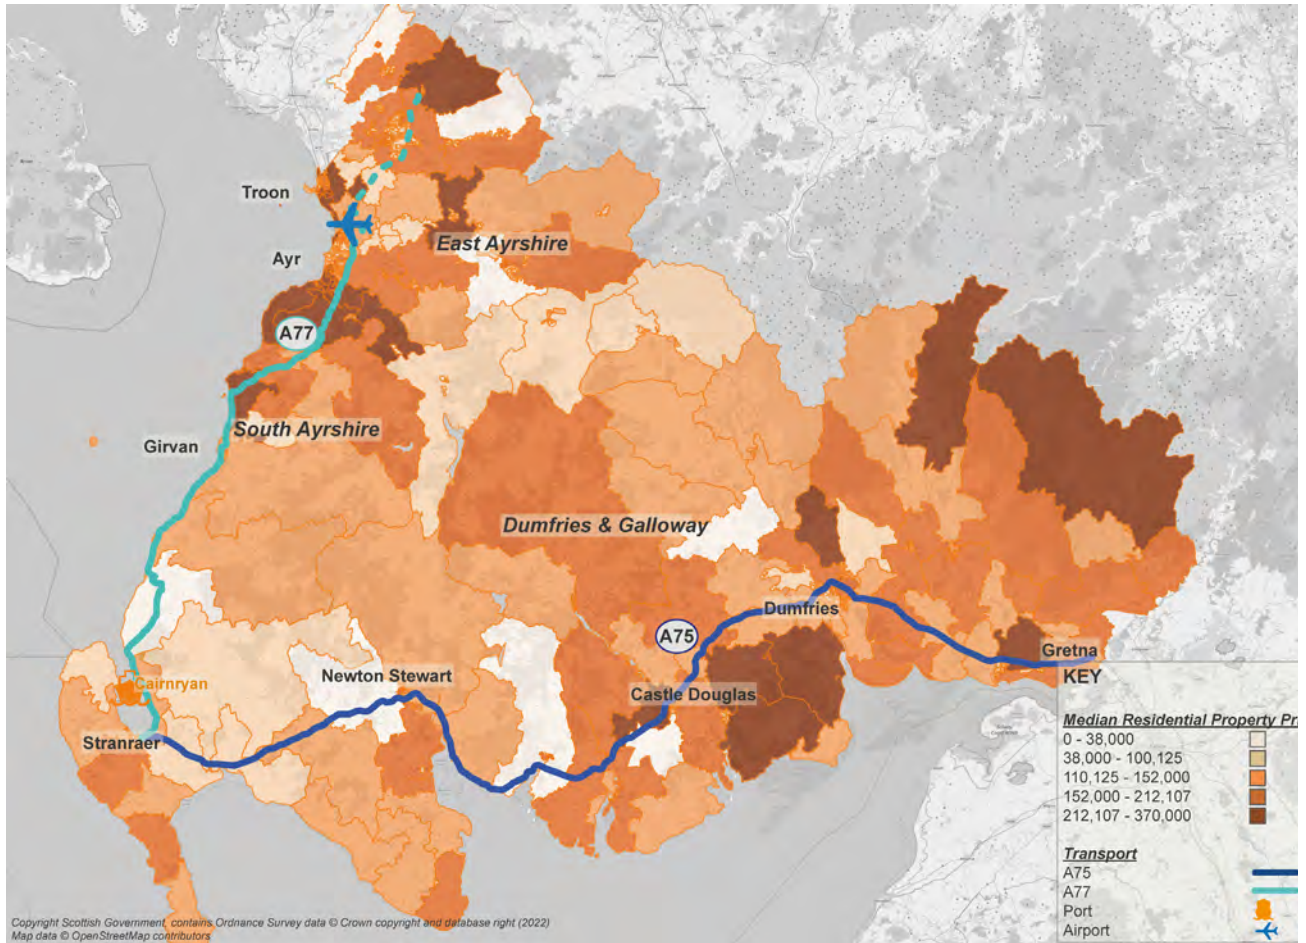 Troon
East Ayrshire
Ayr
A77
South Ayrshire
Girvan
Dumfries & Galloway
Dumfries
A75
Gretna
Newton Stewart
Cairnryan
Castle Douglas
Stranraer
KEY
Median Residential Property Pr
0 - 38,000
38,000 - 100,125
110,125 - 152,000
152,000 - 212,107
212,107 - 370,000
Transport
A75
A77
Port
Airport
Copyright Scottish Government, contains Ordnance Survey data © Crown copyright and database right (2022)
Map data © OpenStreetMap contributors